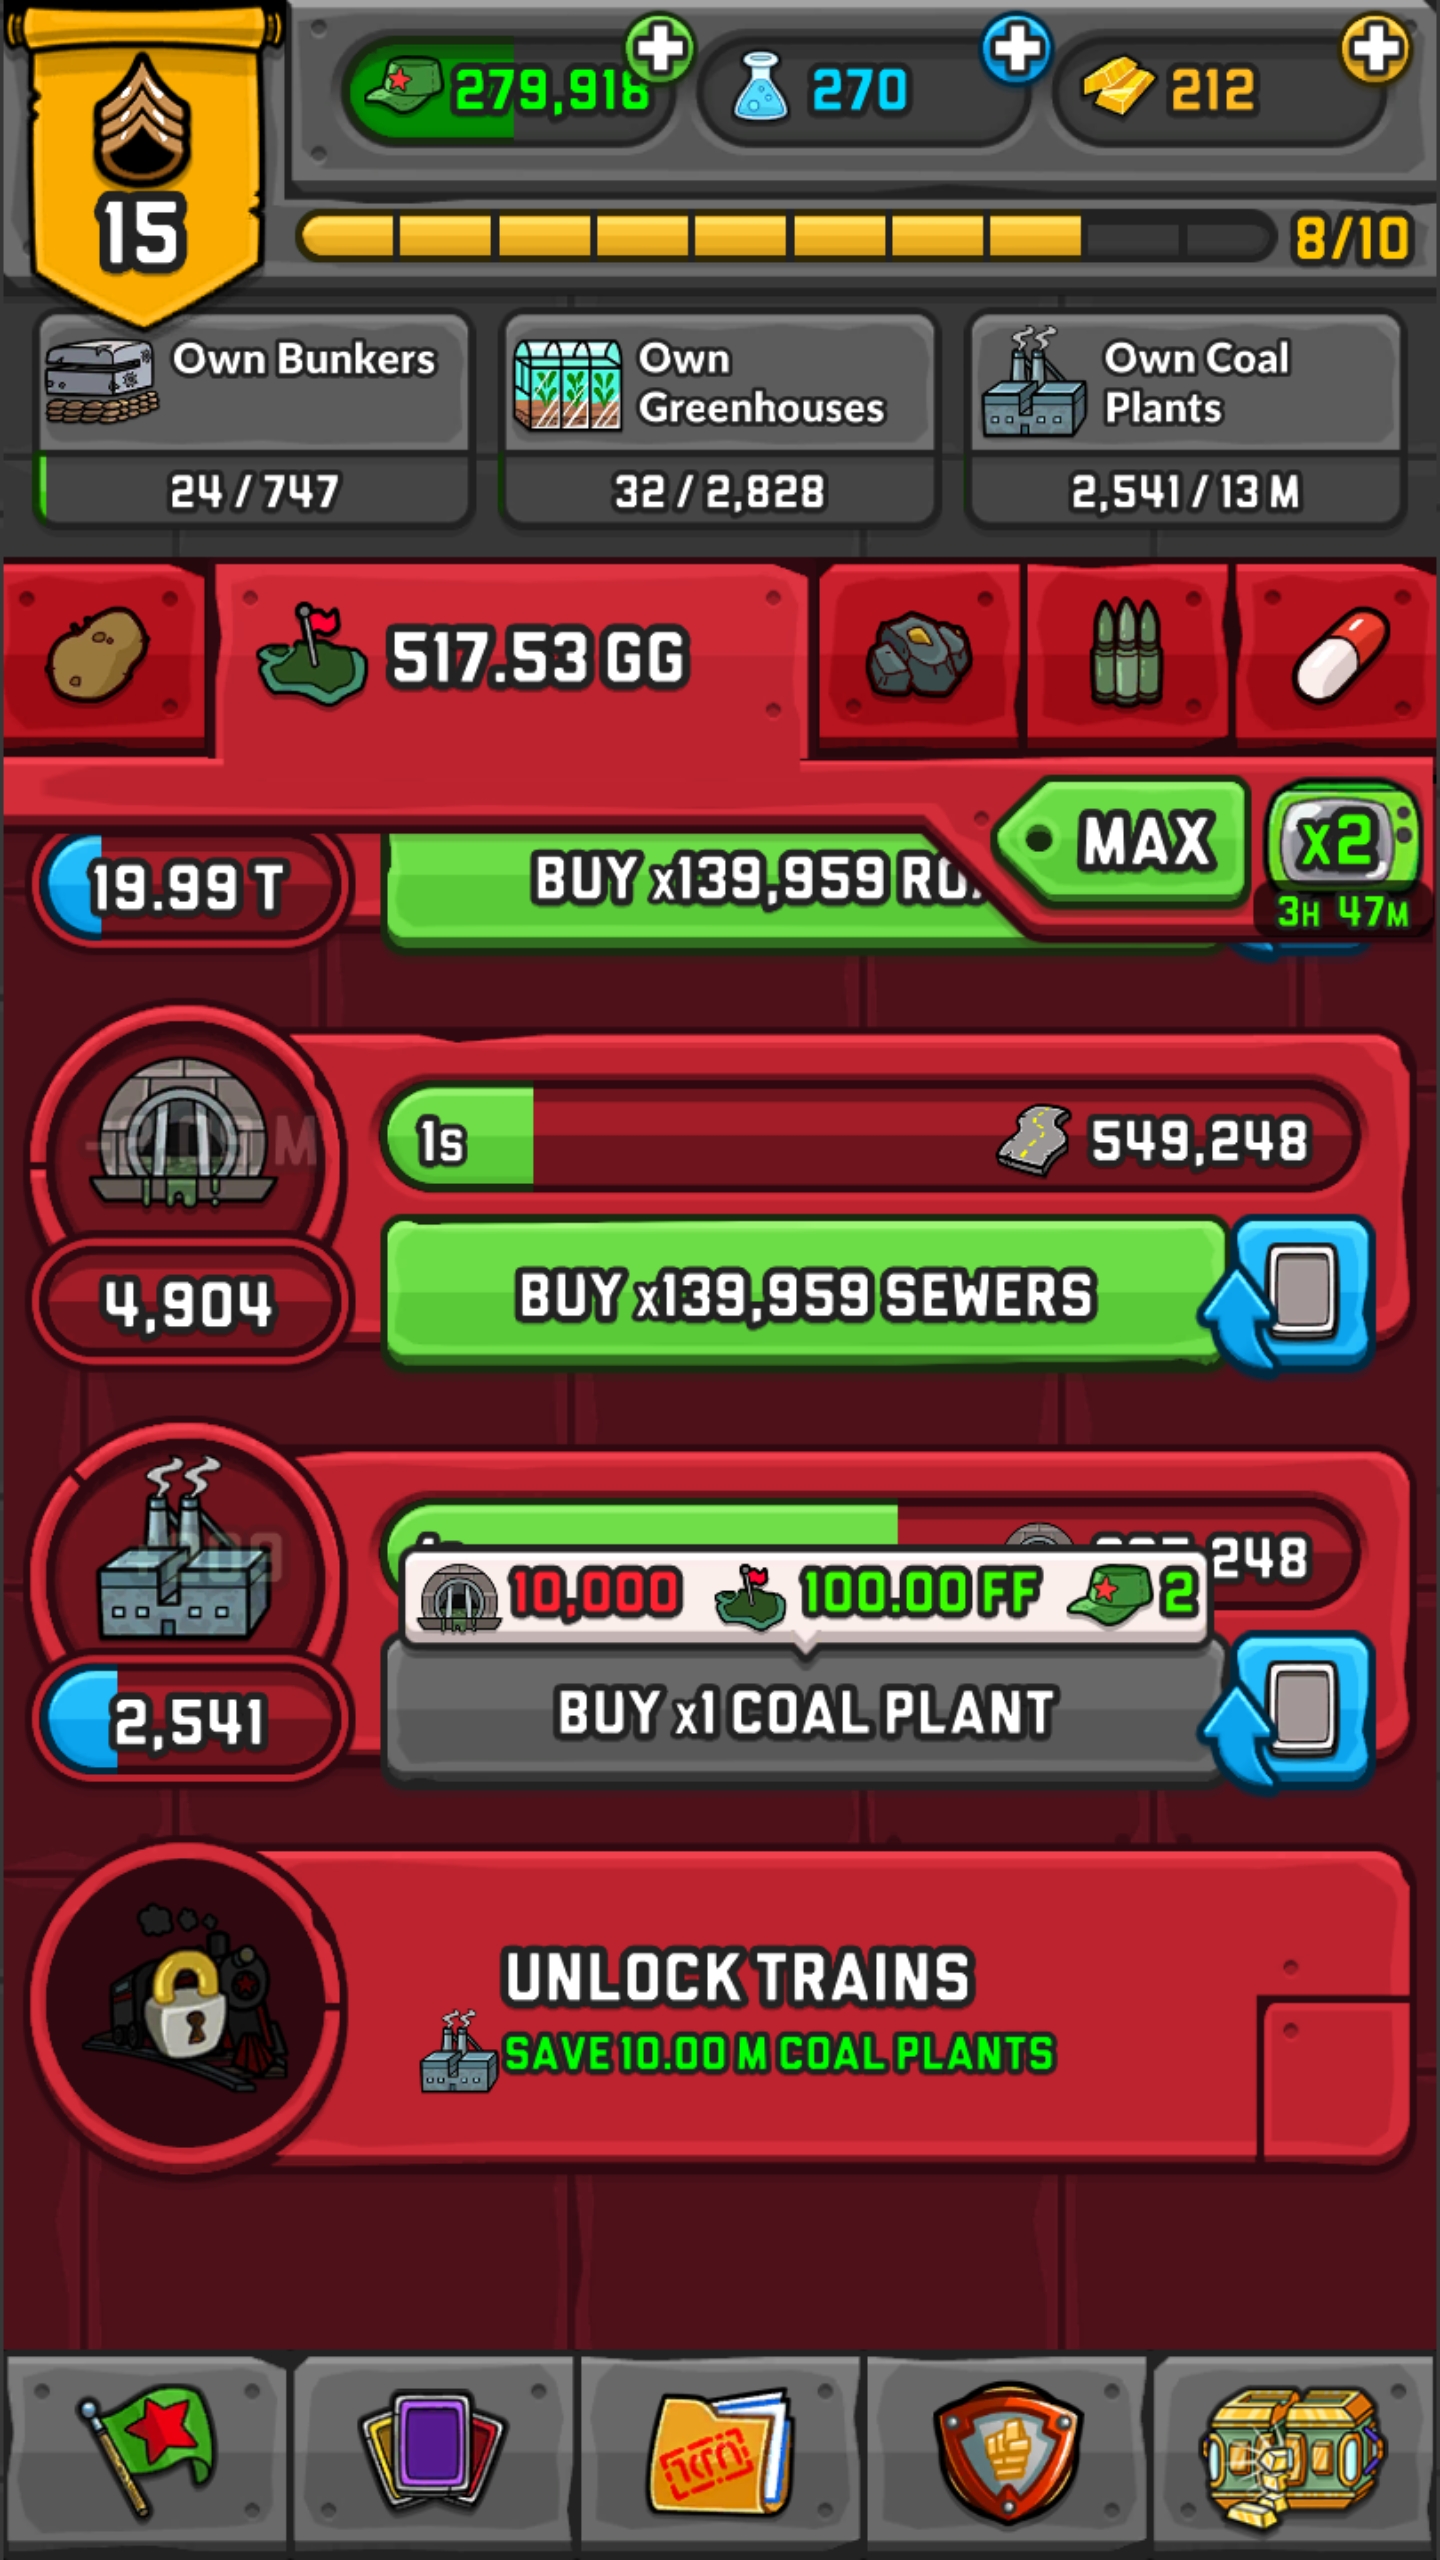 279,918
270
212
15
8/10
Own Bunkers
24 / 747
Own
Greenhouses
32 / 2,828
Own Coal
Plants
2,541 / 13 M
517.53 GG
MAX
x2
3H 47M
19.99 T
BUY x139,959
1s
549,248
4,904
BUY x139,959 SEWERS
248
10,000
100.00 FF
2
2,541
BUY x1 COAL PLANT
UNLOCK TRAINS
SAVE 10.00 M COAL PLANTS